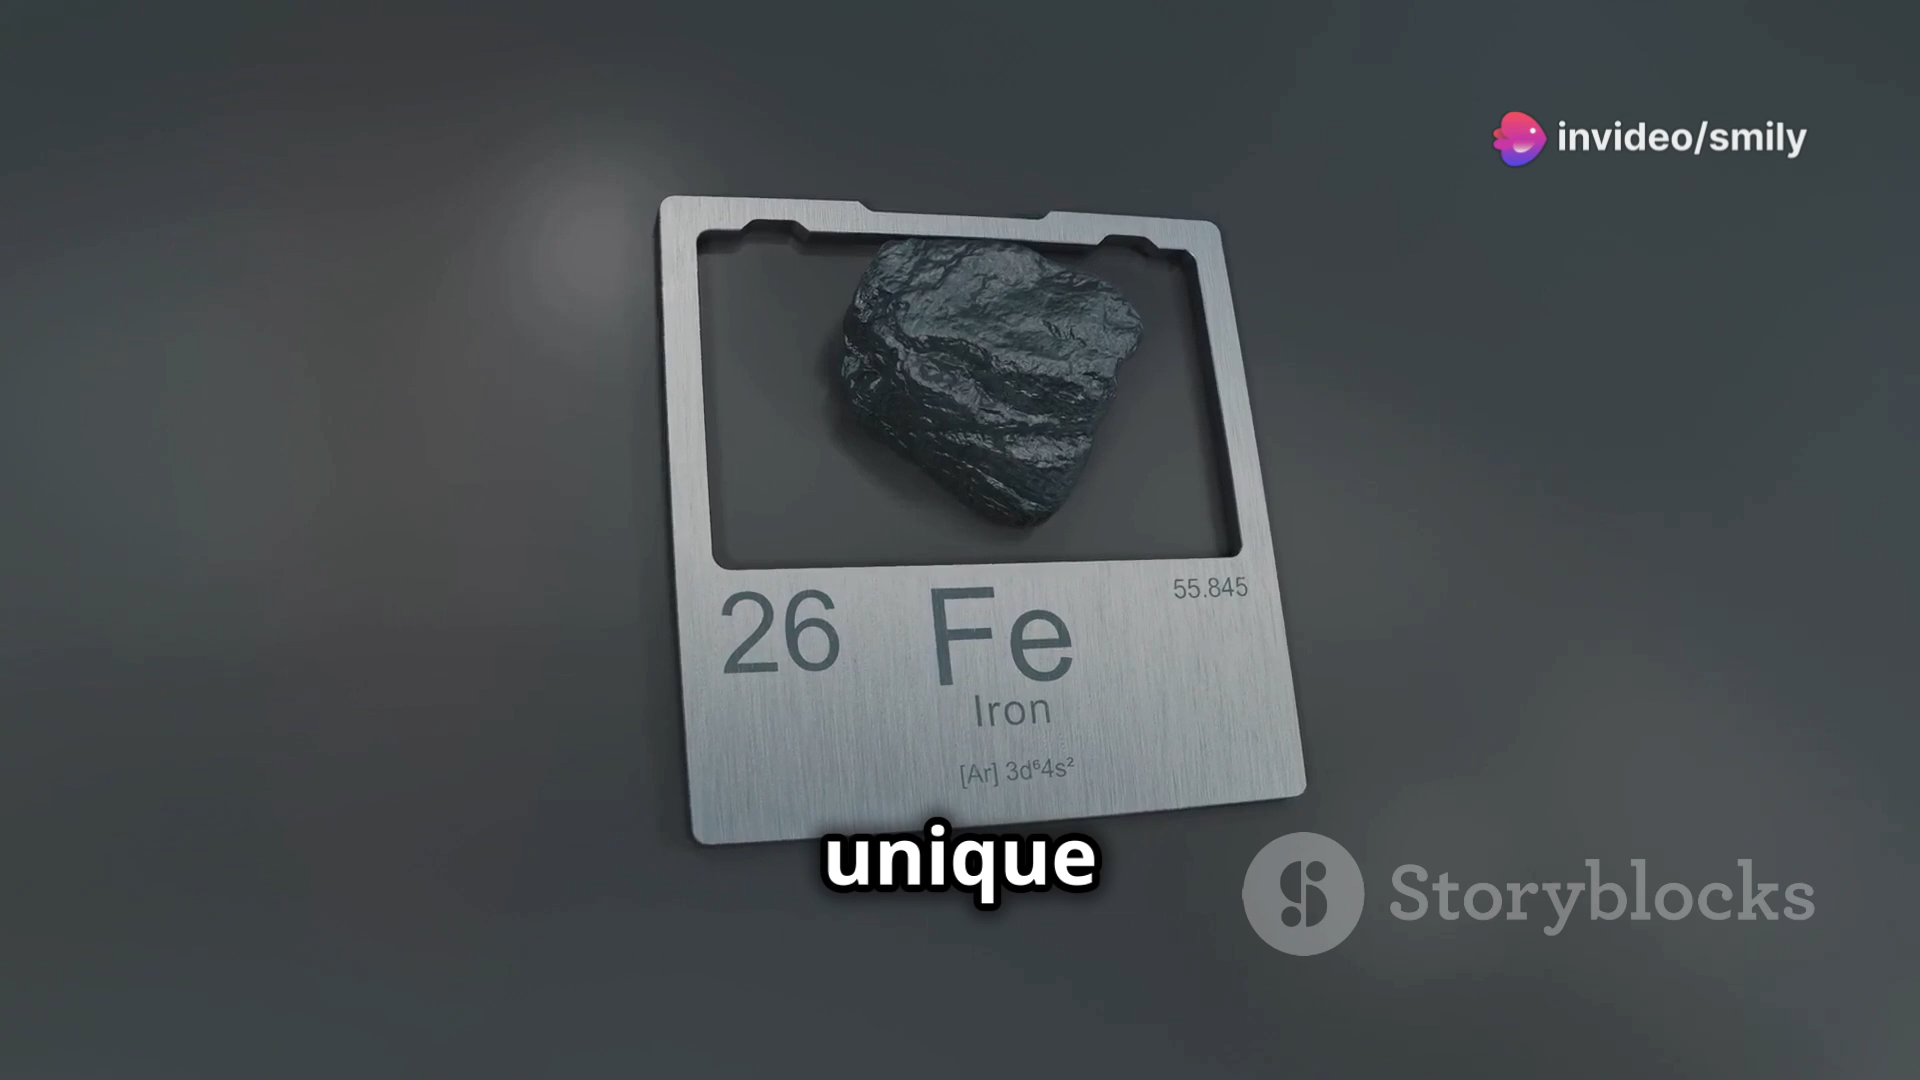 invideo/smily
26 Fe 55.845
Iron
[Ar] 3d⁶4s²
unique
Storyblocks